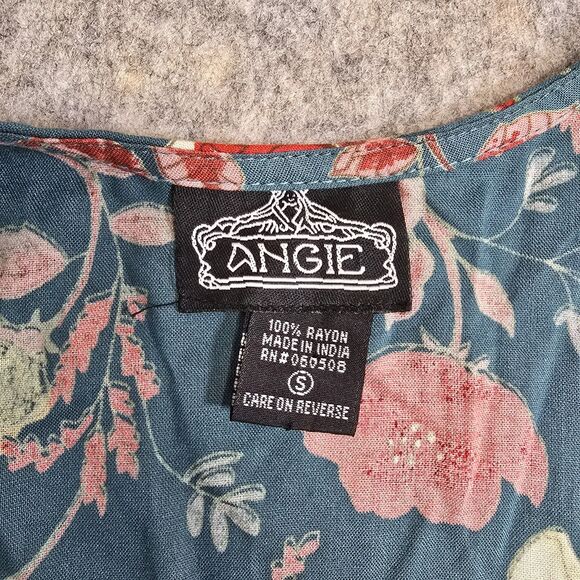 ANGIE
100% RAYON
MADE IN INDIA
RN#060508
S
CARE ON REVERSE